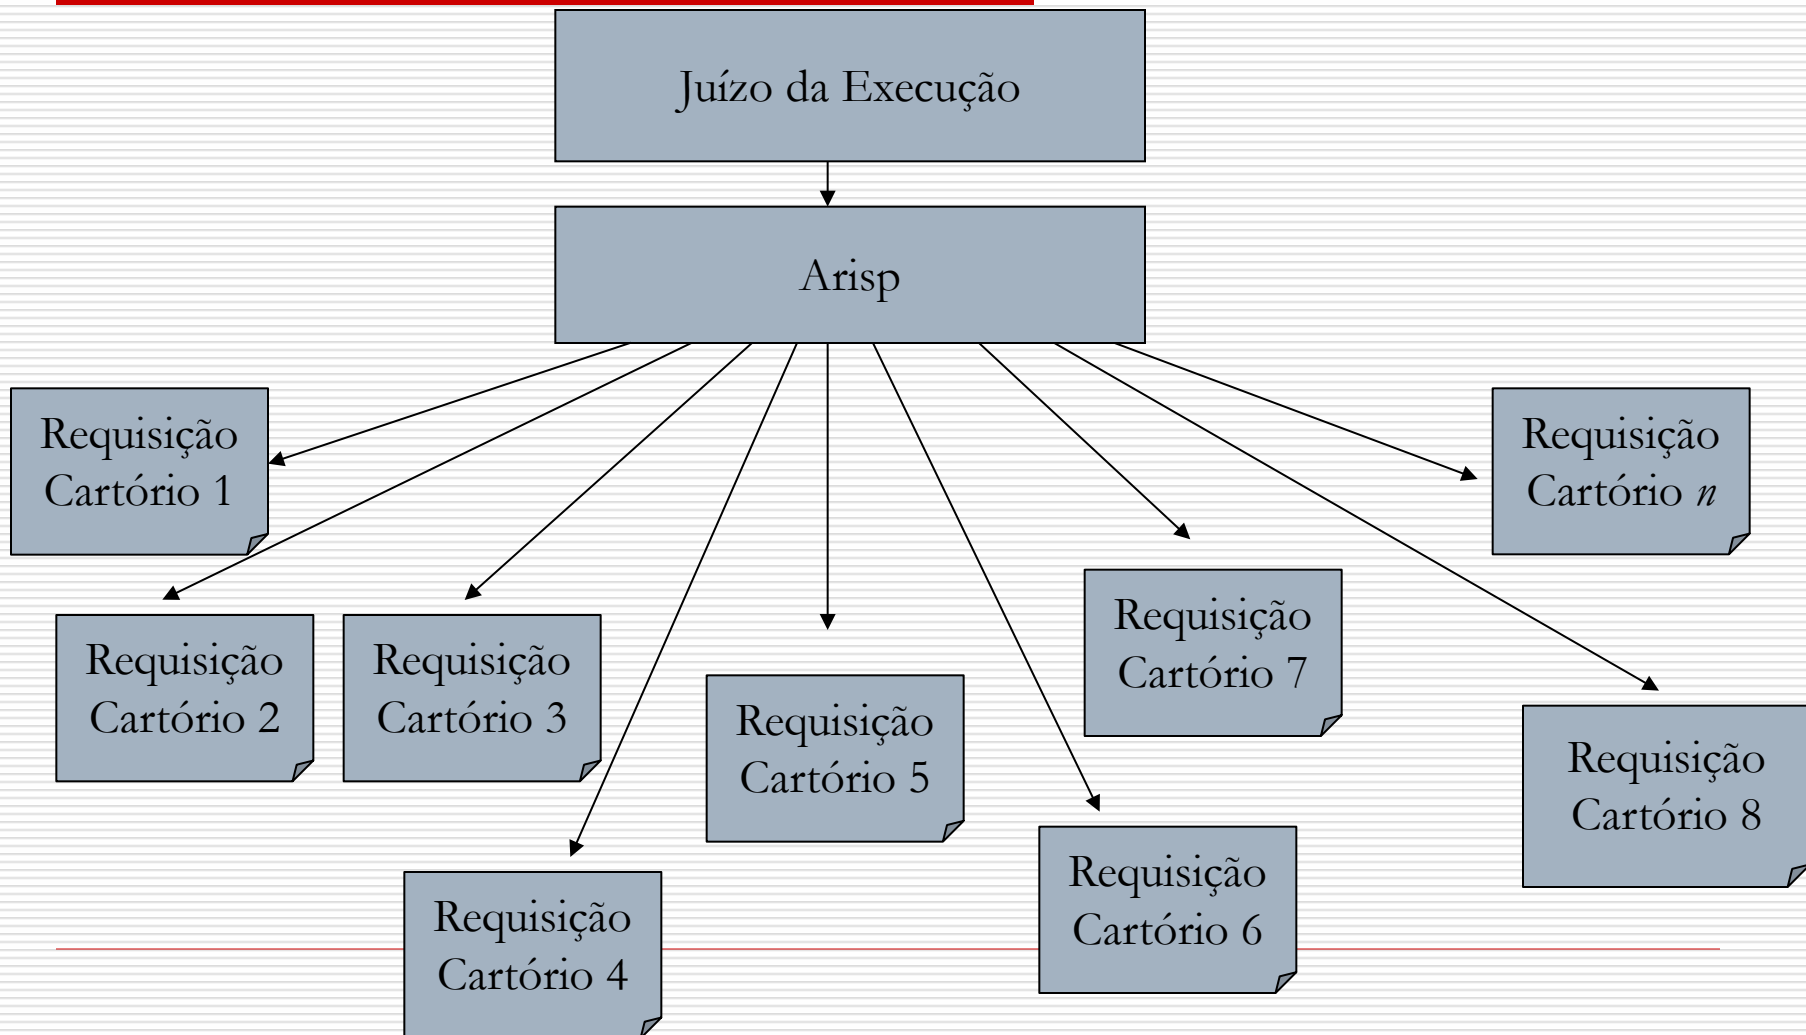 Juízo da Execução
Arisp
Requisição
Cartório 1
Requisição
Cartório n
Requisição
Cartório 2
Requisição
Cartório 3
Requisição
Cartório 5
Requisição
Cartório 7
Requisição
Cartório 8
Requisição
Cartório 4
Requisição
Cartório 6